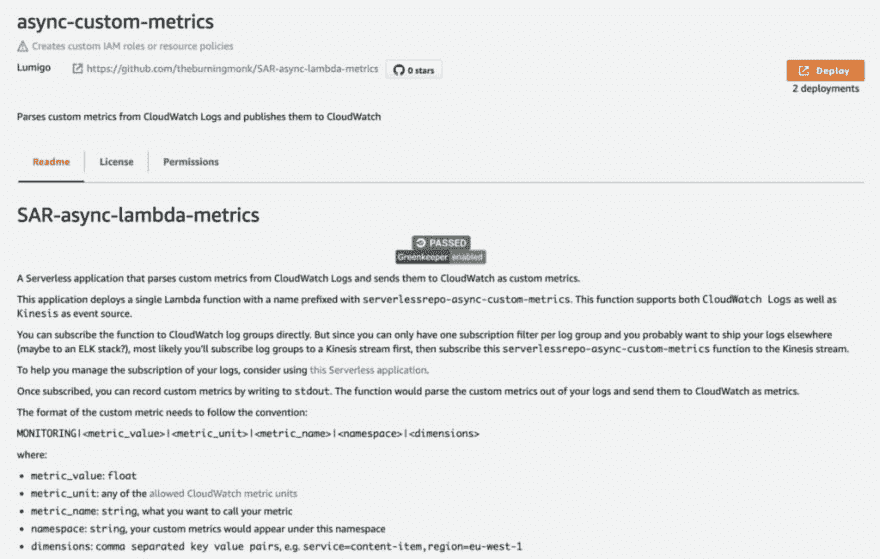 async-custom-metrics
Creates custom IAM roles or resource policies
Lumigo https://github.com/theburningmonk/SAR-async-lambda-metrics 0 stars
Deploy
2 deployments
Parses custom metrics from CloudWatch Logs and publishes them to CloudWatch
Readme License Permissions
SAR-async-lambda-metrics
PASSED
Greenkeeper enabled
A Serverless application that parses custom metrics from CloudWatch Logs and sends them to CloudWatch as custom metrics.
This application deploys a single Lambda function with a name prefixed with serverlessrepo-async-custom-metrics. This function supports both CloudWatch Logs as well as
Kinesis as event source.
You can subscribe the function to CloudWatch log groups directly. But since you can only have one subscription filter per log group and you probably want to ship your logs elsewhere
(maybe to an ELK stack?), most likely you'll subscribe log groups to a Kinesis stream first, then subscribe this serverlessrepo-async-custom-metrics function to the Kinesis stream.
To help you manage the subscription of your logs, consider using this Serverless application.
Once subscribed, you can record custom metrics by writing to stdout. The function would parse the custom metrics out of your logs and send them to CloudWatch as metrics.
The format of the custom metric needs to follow the convention:
MONITORING|<metric_value>|<metric_unit>|<metric_name>|<namespace>|<dimensions>
where:
• metric_value: float
• metric_unit: any of the allowed CloudWatch metric units
• metric_name: string, what you want to call your metric
• namespace: string, your custom metrics would appear under this namespace
• dimensions: comma separated key value pairs, e.g. service=content-item,region=eu-west-1